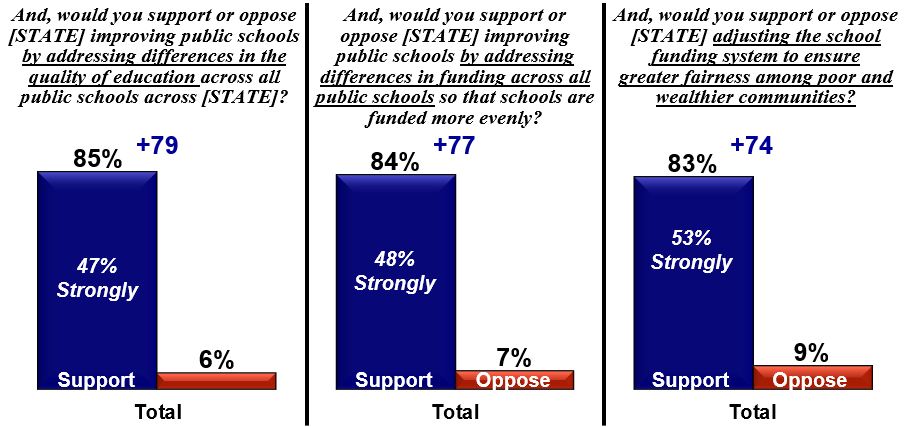 And, would you support or oppose
[STATE] improving public schools
by addressing differences in the
quality of education across all
public schools across [STATE]?
+79
85%
47%
Strongly
6%
Support
Total
And, would you support or
oppose [STATE] improving
public schools by addressing
differences in funding across all
public schools so that schools are
funded more evenly?
+77
84%
48%
Strongly
7%
Support
Oppose
Total
And, would you support or oppose
[STATE] adjusting the school
funding system to ensure
greater fairness among poor and
wealthier communities?
+74
83%
53%
Strongly
9%
Support
Oppose
Total